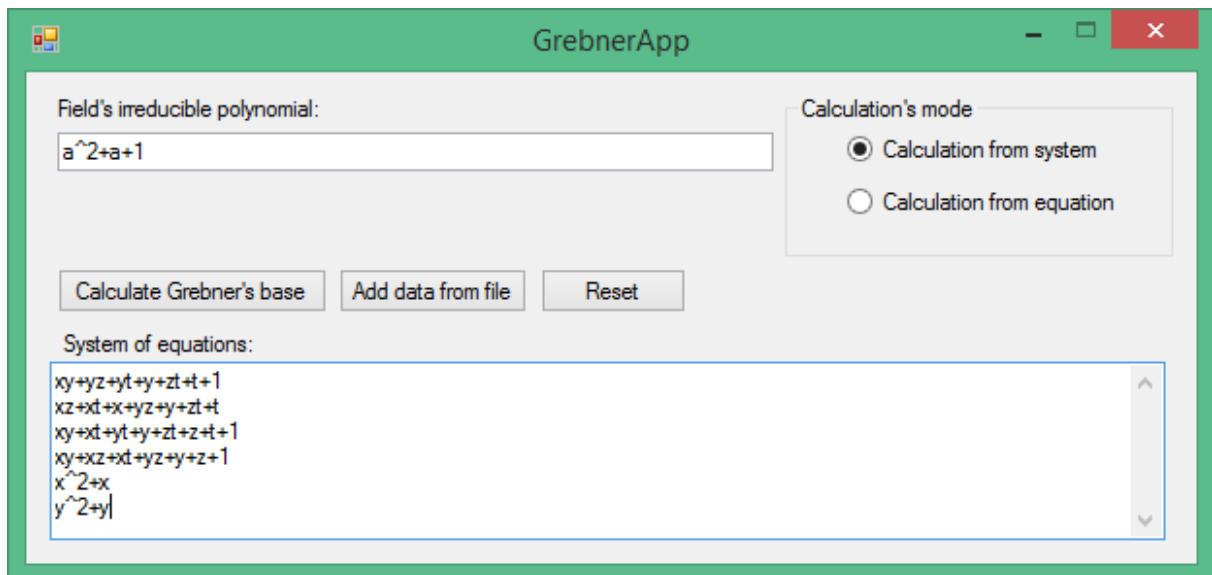 GrebnerApp
Field's irreducible polynomial:
a^2+a+1
Calculation's mode
Calculation from system
Calculation from equation
Calculate Grebner's base
Add data from file
Reset
System of equations:
xy+yz+yt+y+zt+t+1
xz+xt+x+yz+y+zt+t
xy+xt+yt+y+zt+z+t+1
xy+xz+xt+yz+y+z+1
x^2+x
y^2+y